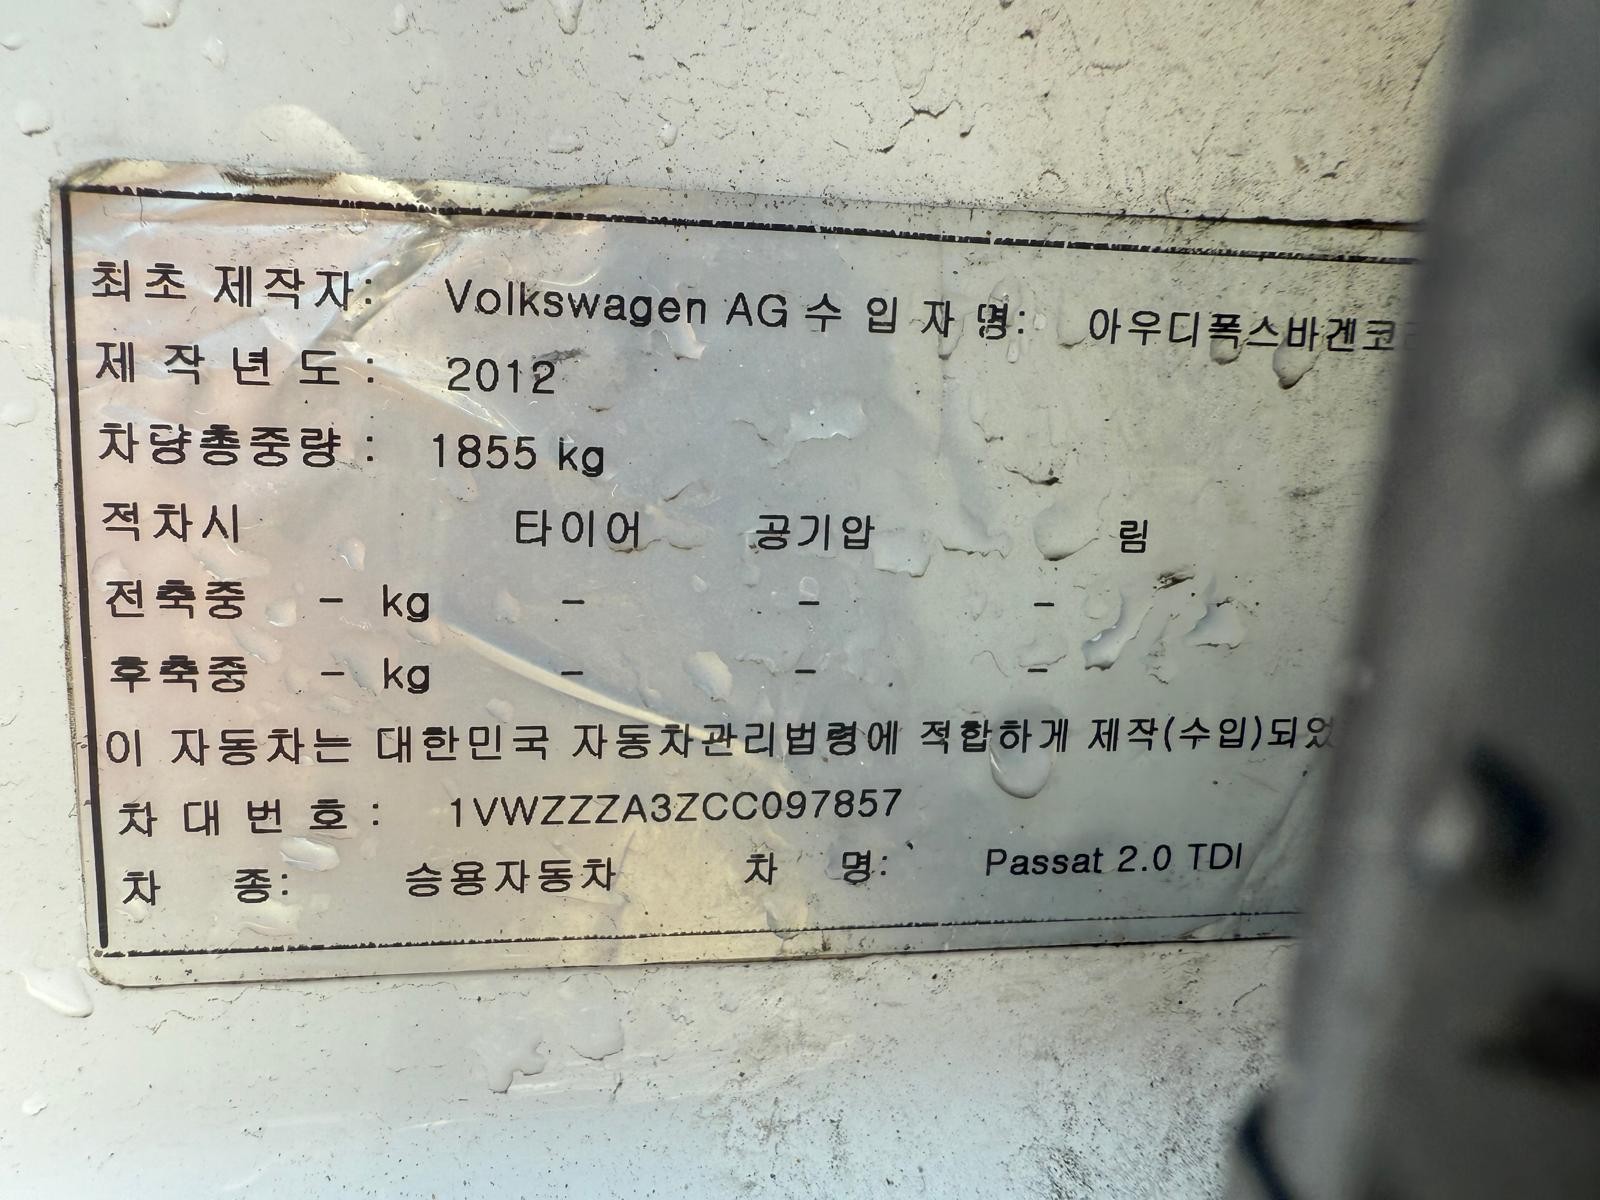 최초 제작자: Volkswagen AG 수 입 자 명: 아우디폭스바겐코
제 작 년 도 : 2012
차량총중량 : 1855 kg
적차시 타이어 공기압 림
전축중 - kg - - -
후축중 - kg - - -
이 자동차는 대한민국 자동차관리법령에 적합하게 제작(수입)되었
차 대 번 호 : 1VWZZZA3ZCC097857
차 종: 승용자동차 차 명: Passat 2.0 TDI